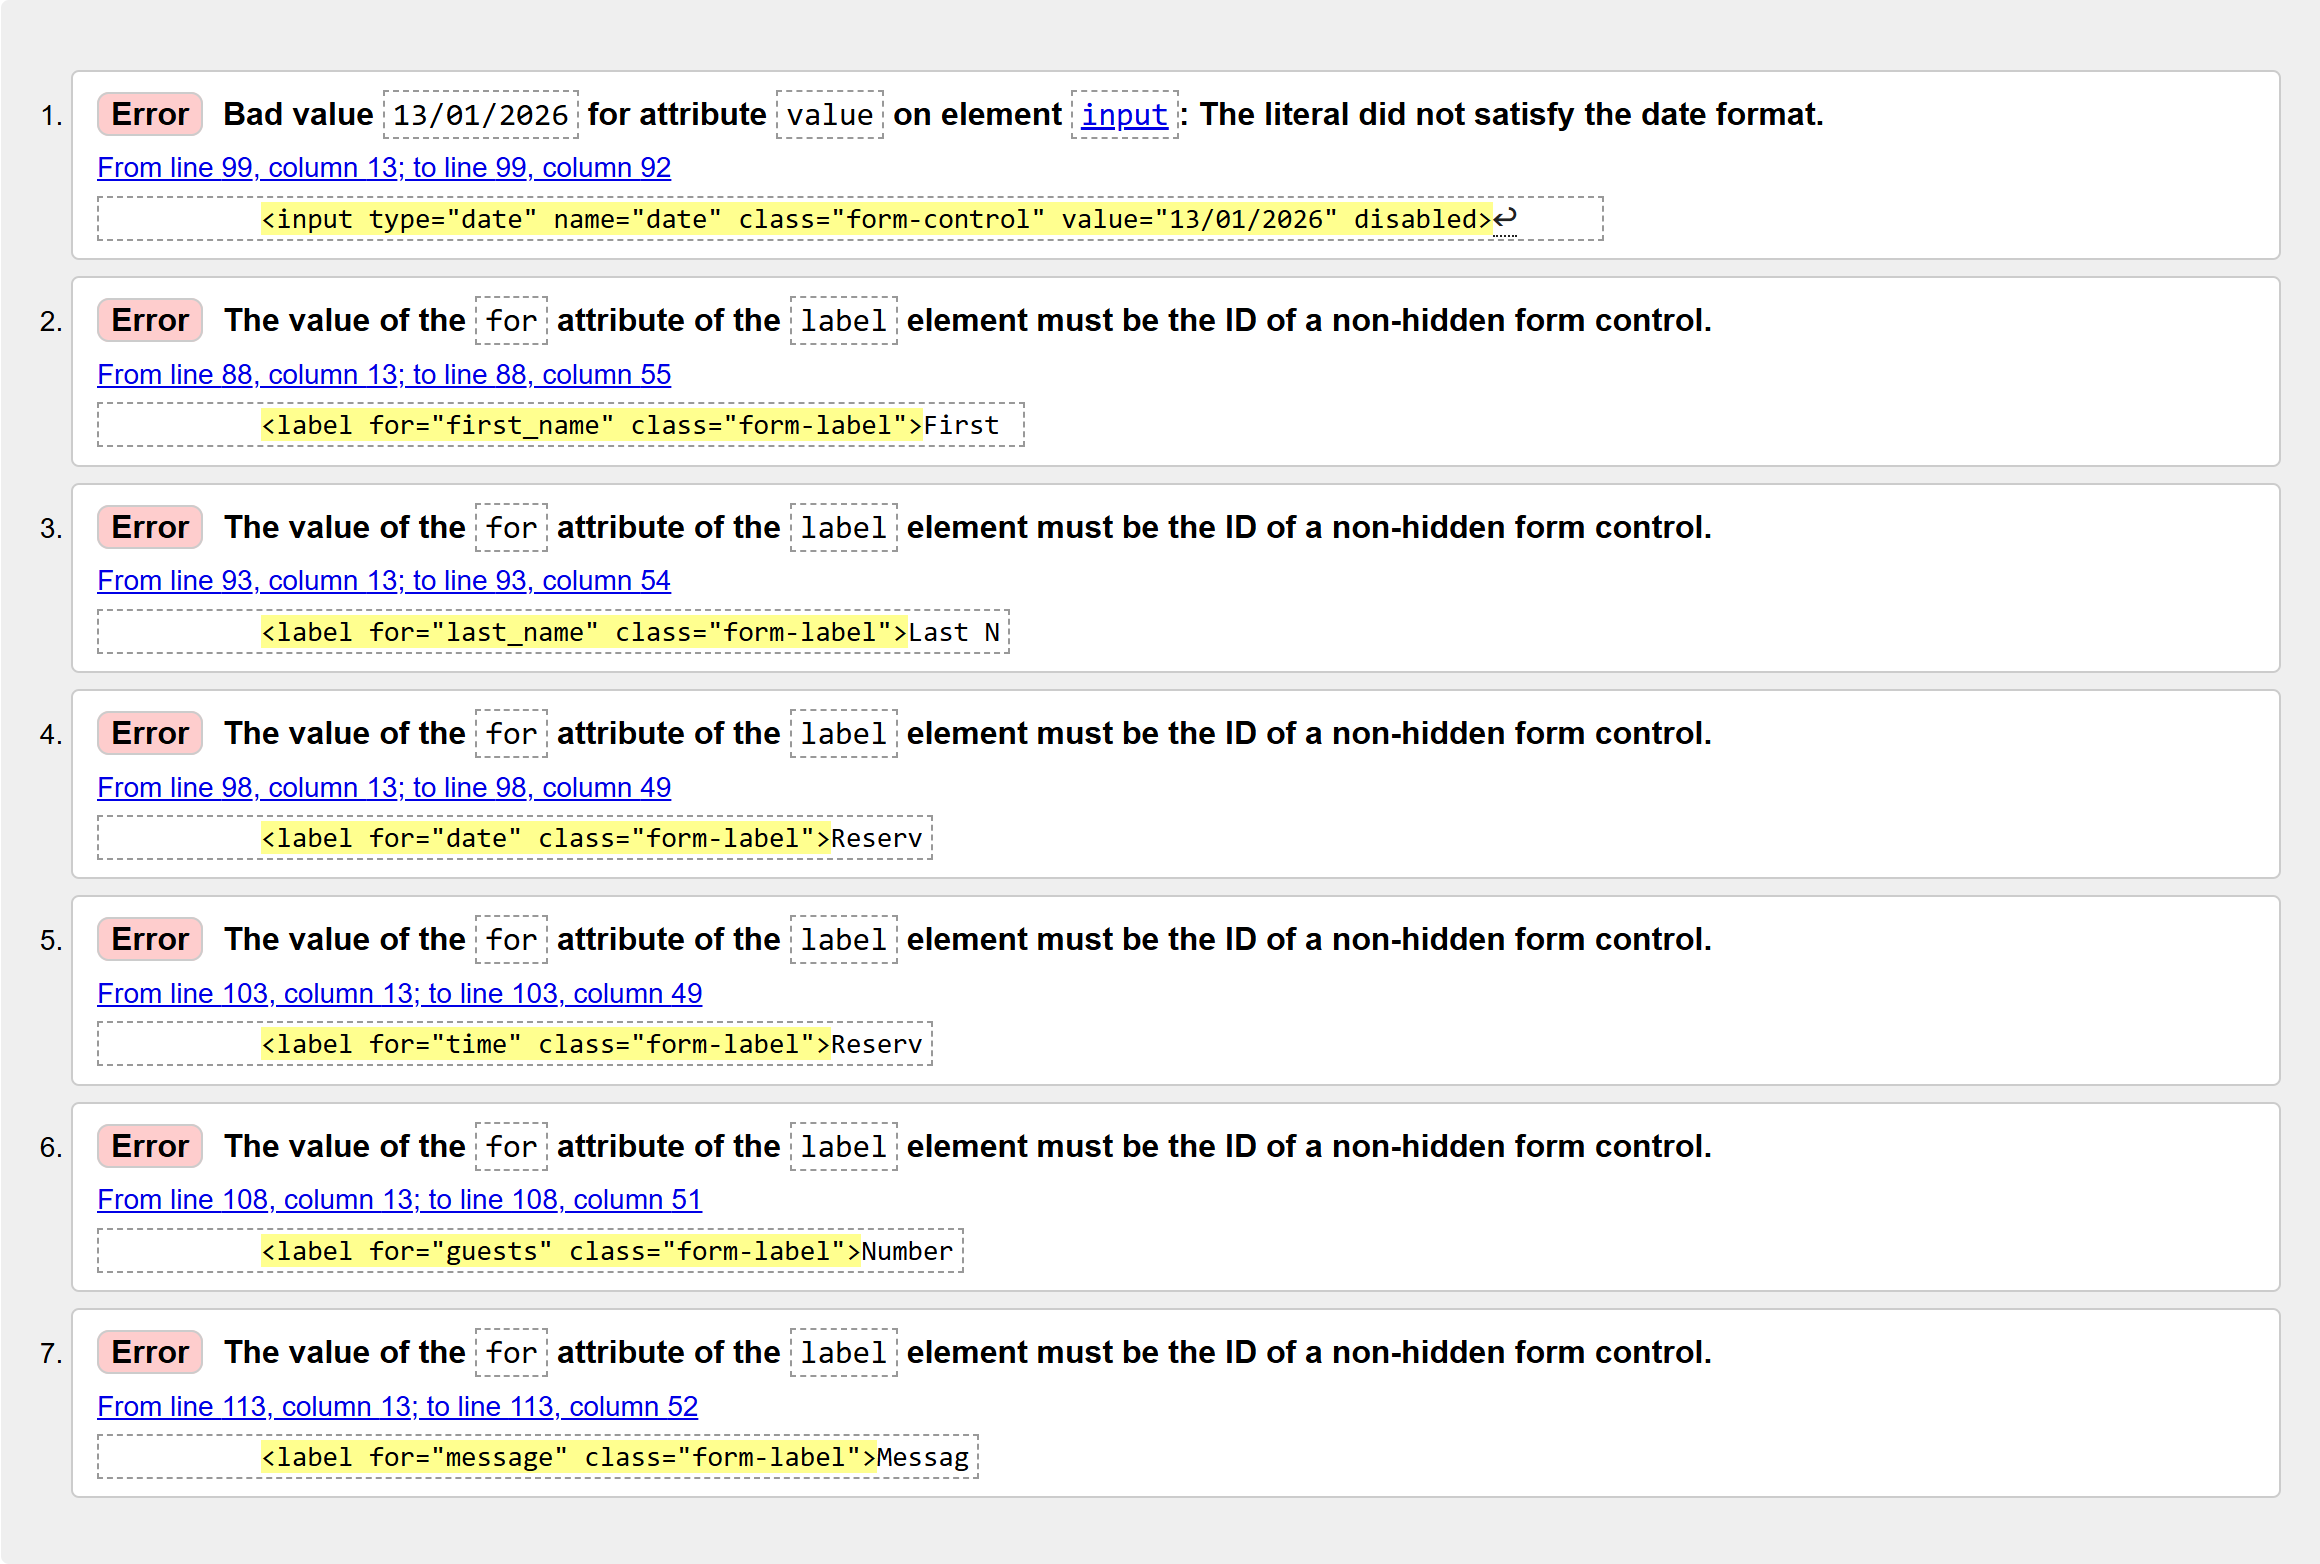 1. Error Bad value 13/01/2026 for attribute value on element input: The literal did not satisfy the date format.
From line 99, column 13; to line 99, column 92
<input type="date" name="date" class="form-control" value="13/01/2026" disabled>↩
2. Error The value of the for attribute of the label element must be the ID of a non-hidden form control.
From line 88, column 13; to line 88, column 55
<label for="first_name" class="form-label">First
3. Error The value of the for attribute of the label element must be the ID of a non-hidden form control.
From line 93, column 13; to line 93, column 54
<label for="last_name" class="form-label">Last N
4. Error The value of the for attribute of the label element must be the ID of a non-hidden form control.
From line 98, column 13; to line 98, column 49
<label for="date" class="form-label">Reserv
5. Error The value of the for attribute of the label element must be the ID of a non-hidden form control.
From line 103, column 13; to line 103, column 49
<label for="time" class="form-label">Reserv
6. Error The value of the for attribute of the label element must be the ID of a non-hidden form control.
From line 108, column 13; to line 108, column 51
<label for="guests" class="form-label">Number
7. Error The value of the for attribute of the label element must be the ID of a non-hidden form control.
From line 113, column 13; to line 113, column 52
<label for="message" class="form-label">Messag